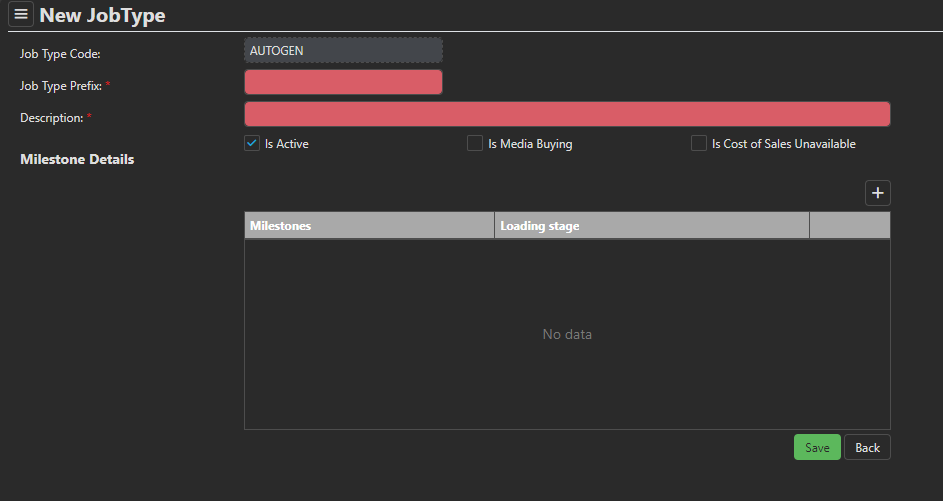 New JobType
Job Type Code: AUTOGEN
Job Type Prefix: *
Description: *
Is Active Is Media Buying Is Cost of Sales Unavailable
Milestone Details
+
Milestones Loading stage
No data
Save Back